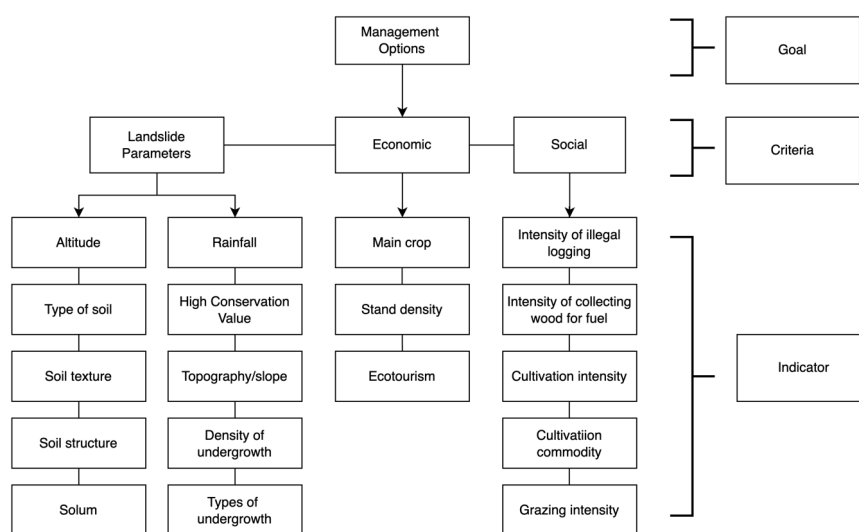 Management
Options
Goal
Landslide
Parameters
Economic
Social
Criteria
Altitude
Rainfall
Main crop
Intensity of illegal
logging
Type of soil
High Conservation
Value
Stand density
Intensity of collecting
wood for fuel
Soil texture
Topography/slope
Ecotourism
Cultivation intensity
Indicator
Soil structure
Density of
undergrowth
Cultivatiion
commodity
Solum
Types of
undergrowth
Grazing intensity